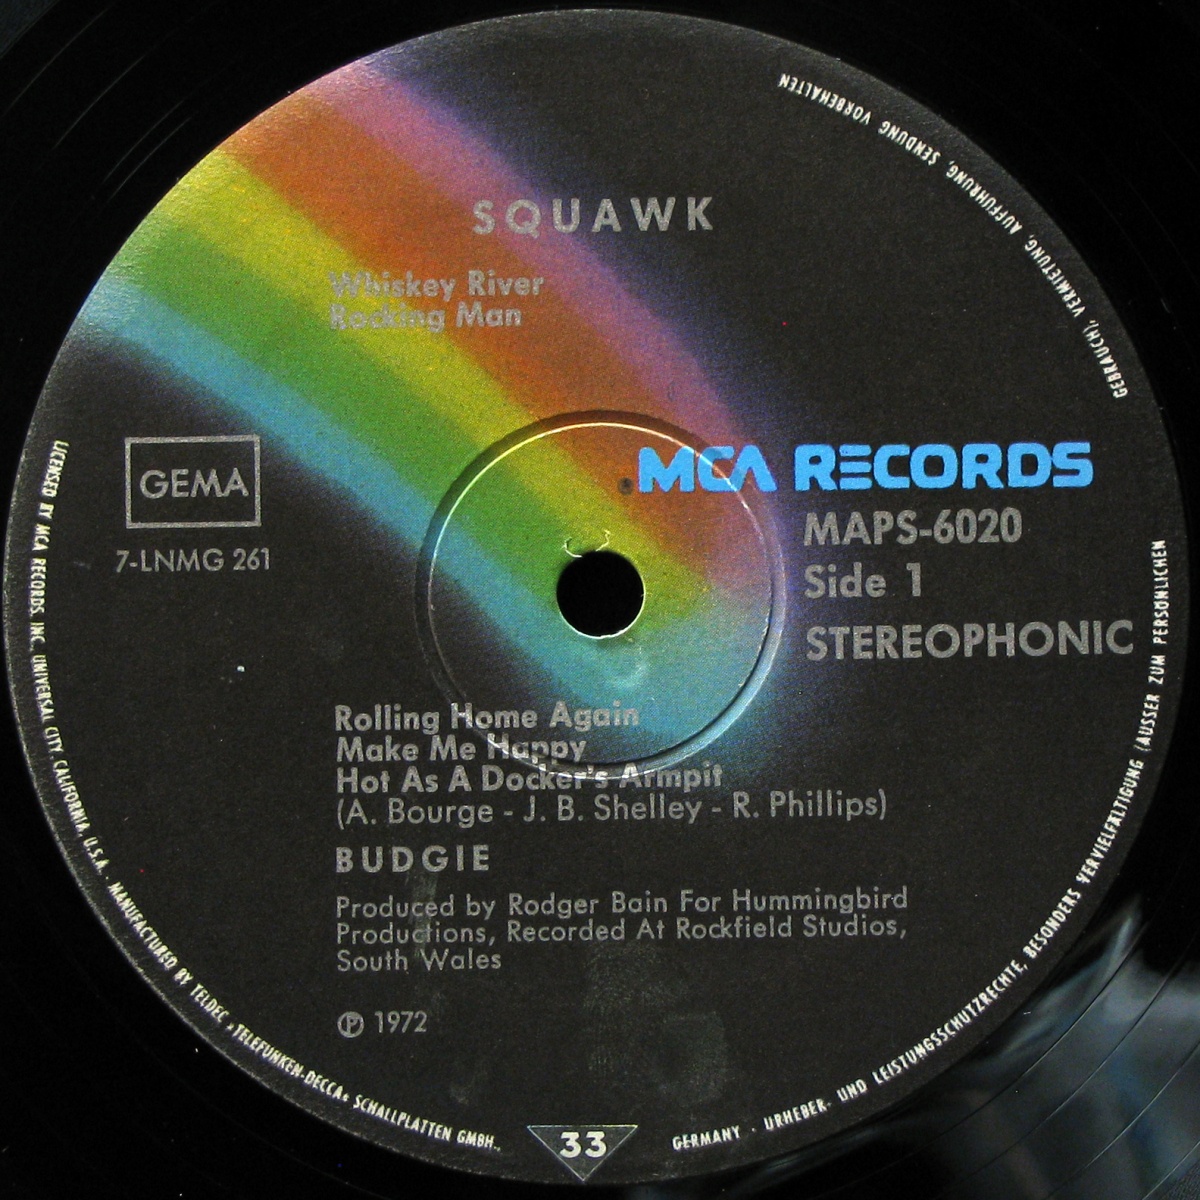 SQUAWK
Whiskey River
Rocking Man
MCA RECORDS
GEMA
7-LNMG 261
MAPS-6020
Side 1
STEREOPHONIC
Rolling Home Again
Make Me Happy
Hot As A Docker's Armpit
(A. Bourge - J. B. Shelley - R. Phillips)
BUDGIE
Produced by Rodger Bain For Hummingbird
Productions, Recorded At Rockfield Studios,
South Wales
℗ 1972
33
LICENSED BY MCA RECORDS, INC., UNIVERSAL CITY, CALIFORNIA, U.S.A. · MANUFACTURED BY TELDEC »TELEFUNKEN-DECCA« SCHALLPLATTEN GMBH.,
GERMANY · URHEBER- UND LEISTUNGSSCHUTZRECHTE, BESONDERS VERVIELFÄLTIGUNG (AUSSER ZUM PERSÖNLICHEN
GEBRAUCH), VERMIETUNG, AUFFÜHRUNG, SENDUNG VORBEHALTEN